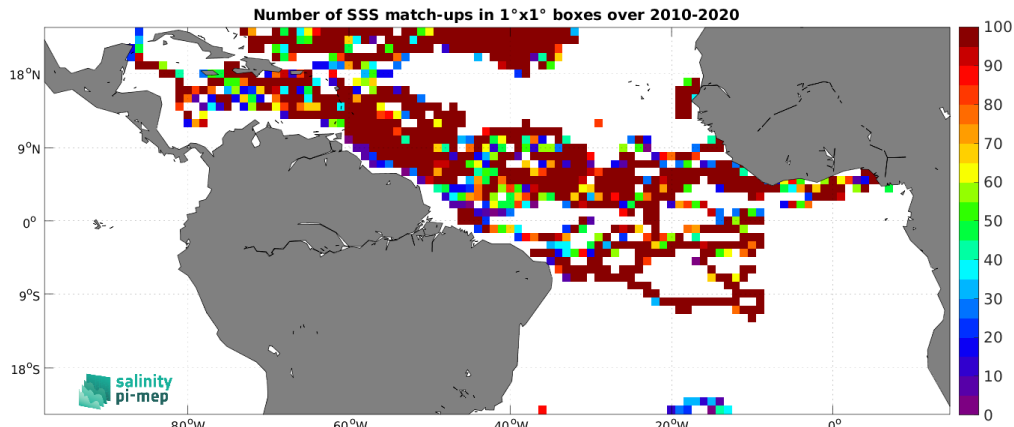 Number of SSS match-ups in 1°x1° boxes over 2010-2020
100
90
80
70
60
50
40
30
20
10
0
18°N
9°N
0°
9°S
18°S
80°W
60°W
40°W
20°W
0°
salinity
pi-mep